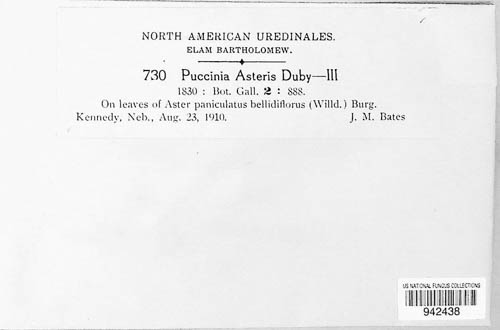 NORTH AMERICAN UREDINALES.
ELAM BARTHOLOMEW.
730 Puccinia Asteris Duby—III
1830 : Bot. Gall. 2 : 888.
On leaves of Aster paniculatus bellidiflorus (Willd.) Burg.
Kennedy, Neb., Aug. 23, 1910. J. M. Bates
US NATIONAL FUNGUS COLLECTIONS
942438